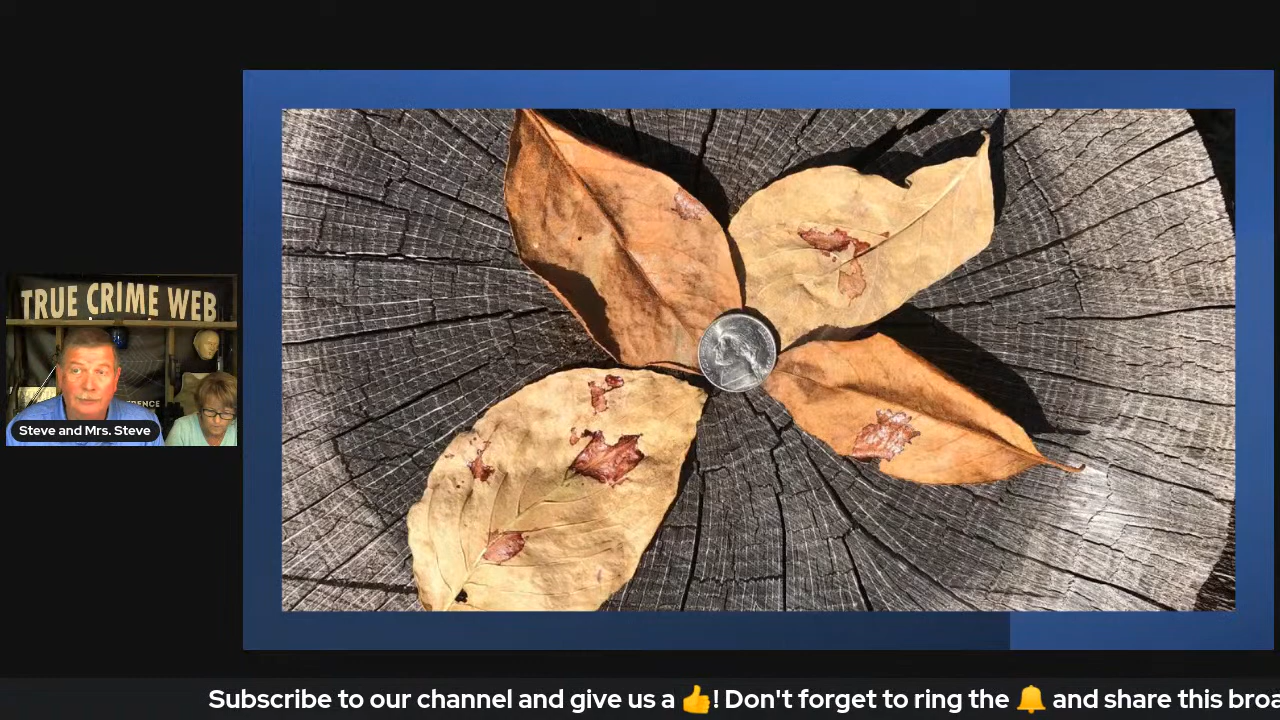 TRUE CRIME WEB
Steve and Mrs. Steve
Subscribe to our channel and give us a 👍! Don't forget to ring the 🔔 and share this broa